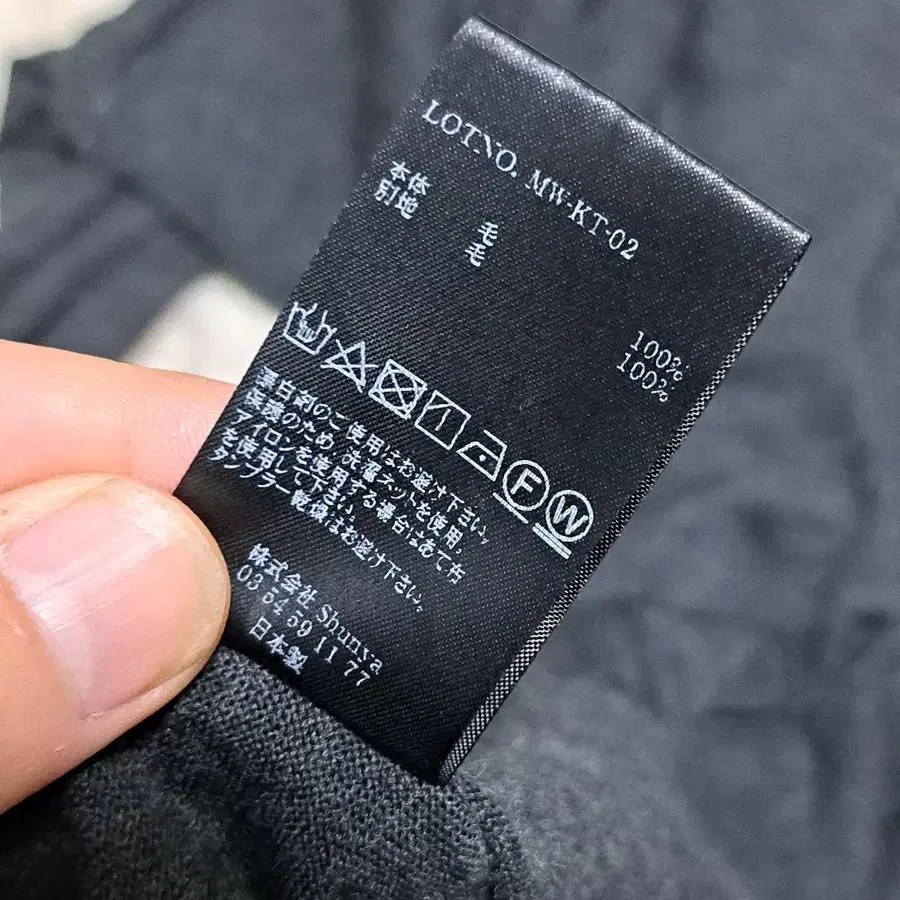 LOTNO. MW-KT-02
本体 毛 100%
別地 毛 100%
F W
漂白剤のご使用はお避け下さい。
保護のため、洗濯ネットを使用。
アイロンを使用する場合はあて布
を使用して下さい。
タンブラー乾燥はお避け下さい。
株式会社 Shunya
03 5459 1177
日本製